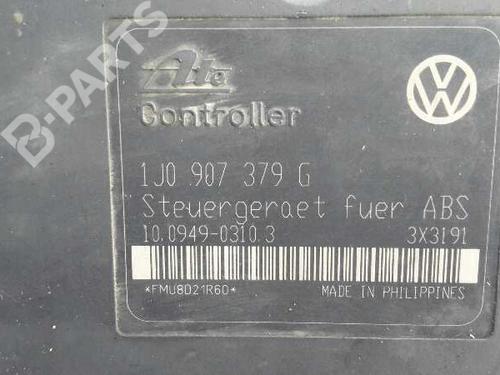 B-PARTS
Ate
Controller
1J0 907 379 G
Steuergeraet fuer ABS
10.0949-0310.3 3X3191
*FMU8D21R60*
MADE IN PHILIPPINES